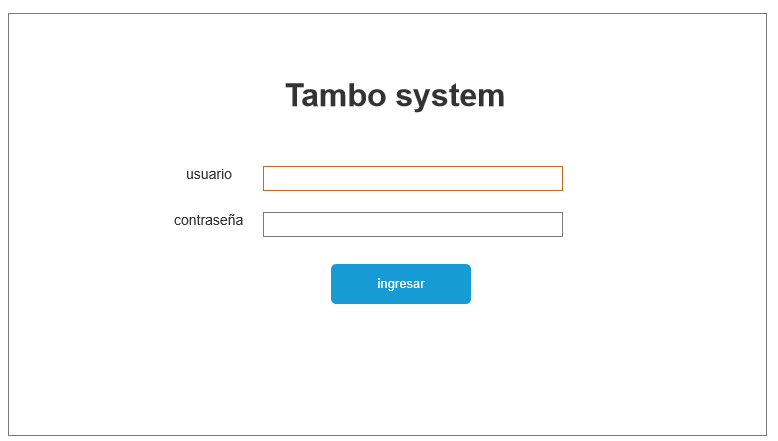 Tambo system
usuario
contraseña
ingresar